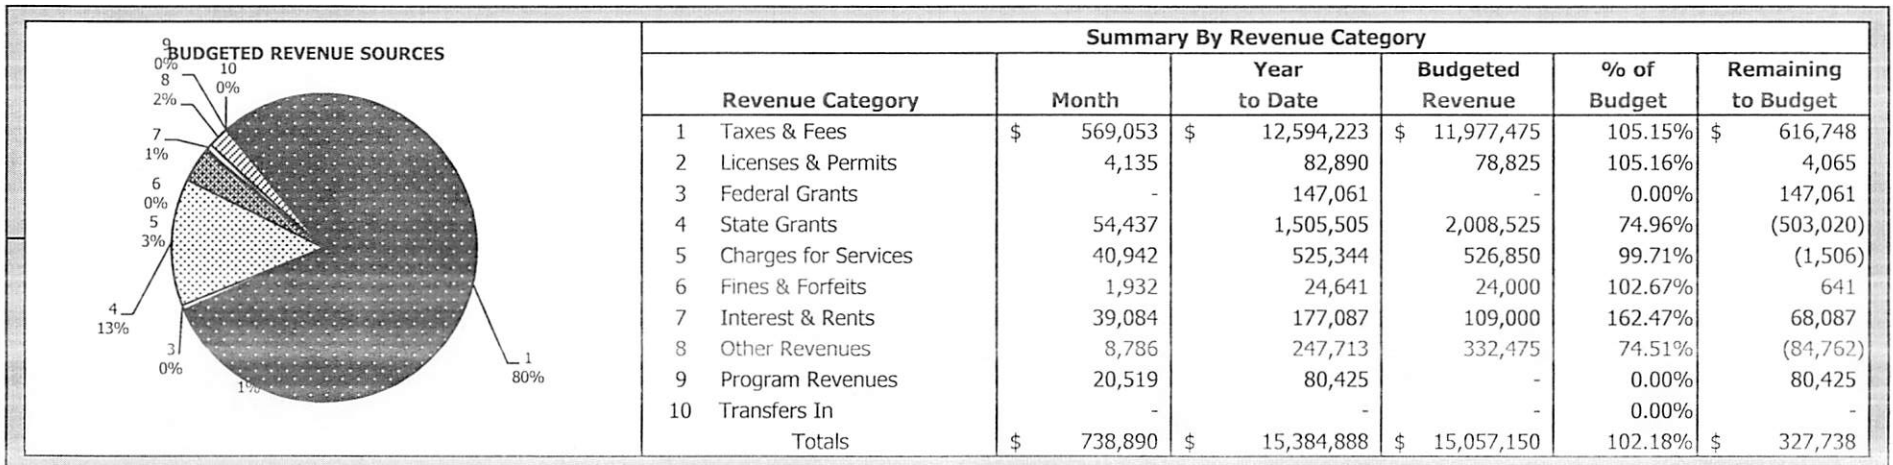 BUDGETED REVENUE SOURCES
9
0%
10
0%
8
2%
7
1%
6
0%
5
3%
4
13%
3
0%
1%
1
80%
Summary By Revenue Category
Revenue Category Month Year to Date Budgeted Revenue % of Budget Remaining to Budget
1 Taxes & Fees $ 569,053 $ 12,594,223 $ 11,977,475 105.15% $ 616,748
2 Licenses & Permits 4,135 82,890 78,825 105.16% 4,065
3 Federal Grants - 147,061 - 0.00% 147,061
4 State Grants 54,437 1,505,505 2,008,525 74.96% (503,020)
5 Charges for Services 40,942 525,344 526,850 99.71% (1,506)
6 Fines & Forfeits 1,932 24,641 24,000 102.67% 641
7 Interest & Rents 39,084 177,087 109,000 162.47% 68,087
8 Other Revenues 8,786 247,713 332,475 74.51% (84,762)
9 Program Revenues 20,519 80,425 - 0.00% 80,425
10 Transfers In - - - 0.00% -
Totals $ 738,890 $ 15,384,888 $ 15,057,150 102.18% $ 327,738